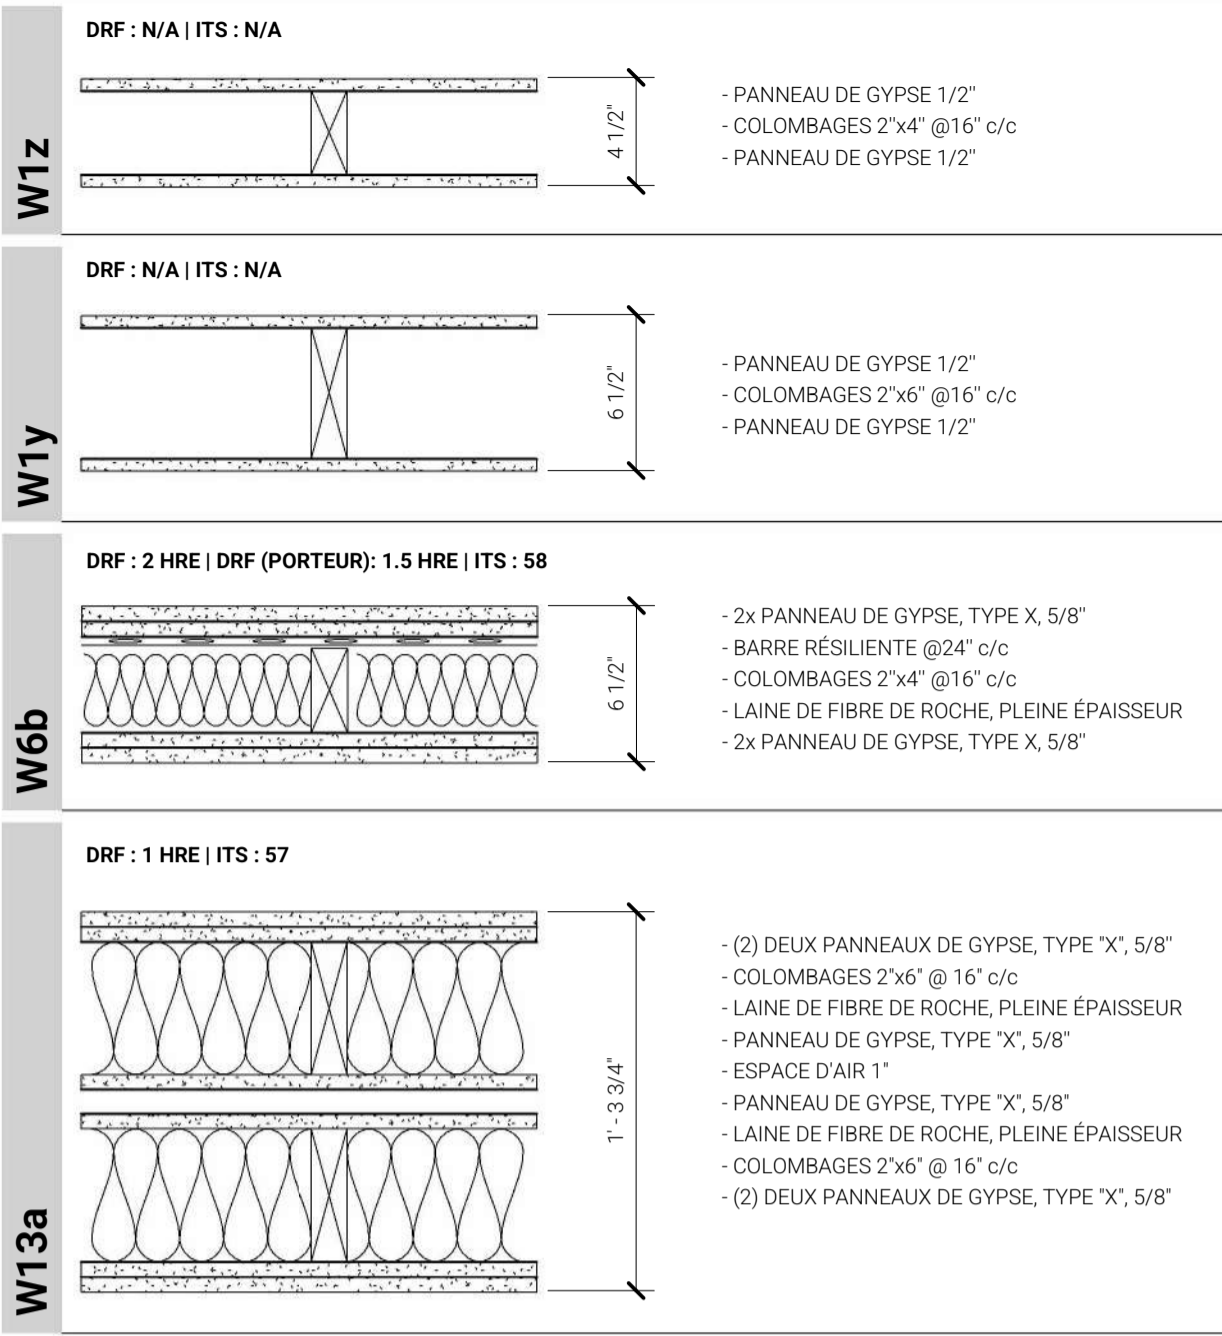 W1z
DRF : N/A | ITS : N/A
4 1/2"
- PANNEAU DE GYPSE 1/2"
- COLOMBAGES 2"x4" @16" c/c
- PANNEAU DE GYPSE 1/2"
W1y
DRF : N/A | ITS : N/A
6 1/2"
- PANNEAU DE GYPSE 1/2"
- COLOMBAGES 2"x6" @16" c/c
- PANNEAU DE GYPSE 1/2"
W6b
DRF : 2 HRE | DRF (PORTEUR): 1.5 HRE | ITS : 58
6 1/2"
- 2x PANNEAU DE GYPSE, TYPE X, 5/8"
- BARRE RÉSILIENTE @24" c/c
- COLOMBAGES 2"x4" @16" c/c
- LAINE DE FIBRE DE ROCHE, PLEINE ÉPAISSEUR
- 2x PANNEAU DE GYPSE, TYPE X, 5/8"
W13a
DRF : 1 HRE | ITS : 57
1' - 3 3/4"
- (2) DEUX PANNEAUX DE GYPSE, TYPE "X", 5/8"
- COLOMBAGES 2"x6" @ 16" c/c
- LAINE DE FIBRE DE ROCHE, PLEINE ÉPAISSEUR
- PANNEAU DE GYPSE, TYPE "X", 5/8"
- ESPACE D'AIR 1"
- PANNEAU DE GYPSE, TYPE "X", 5/8"
- LAINE DE FIBRE DE ROCHE, PLEINE ÉPAISSEUR
- COLOMBAGES 2"x6" @ 16" c/c
- (2) DEUX PANNEAUX DE GYPSE, TYPE "X", 5/8"